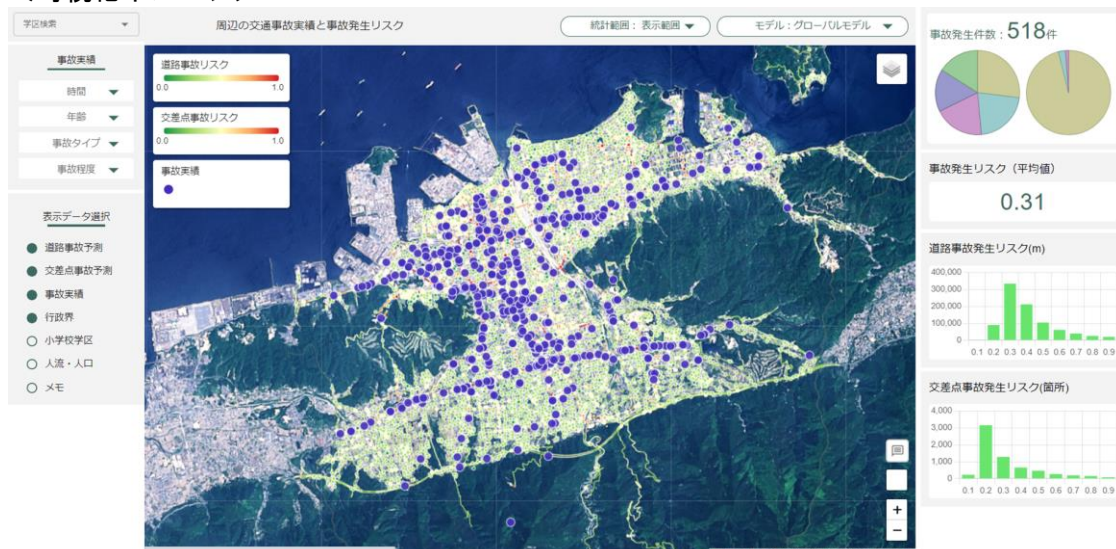 学区検索
周辺の交通事故実績と事故発生リスク
統計範囲： 表示範囲
モデル：グローバルモデル
事故実績
時間
年齢
事故タイプ
事故程度
表示データ選択
道路事故予測
交差点事故予測
事故実績
行政界
小学校学区
人流・人口
メモ
道路事故リスク
0.0 1.0
交差点事故リスク
0.0 1.0
事故実績
+
−
事故発生件数：518件
事故発生リスク（平均値）
0.31
道路事故発生リスク(m)
400,000
300,000
200,000
100,000
0
0.1 0.2 0.3 0.4 0.5 0.6 0.7 0.8 0.9
交差点事故発生リスク(箇所)
4,000
3,000
2,000
1,000
0
0.1 0.2 0.3 0.4 0.5 0.6 0.7 0.8 0.9